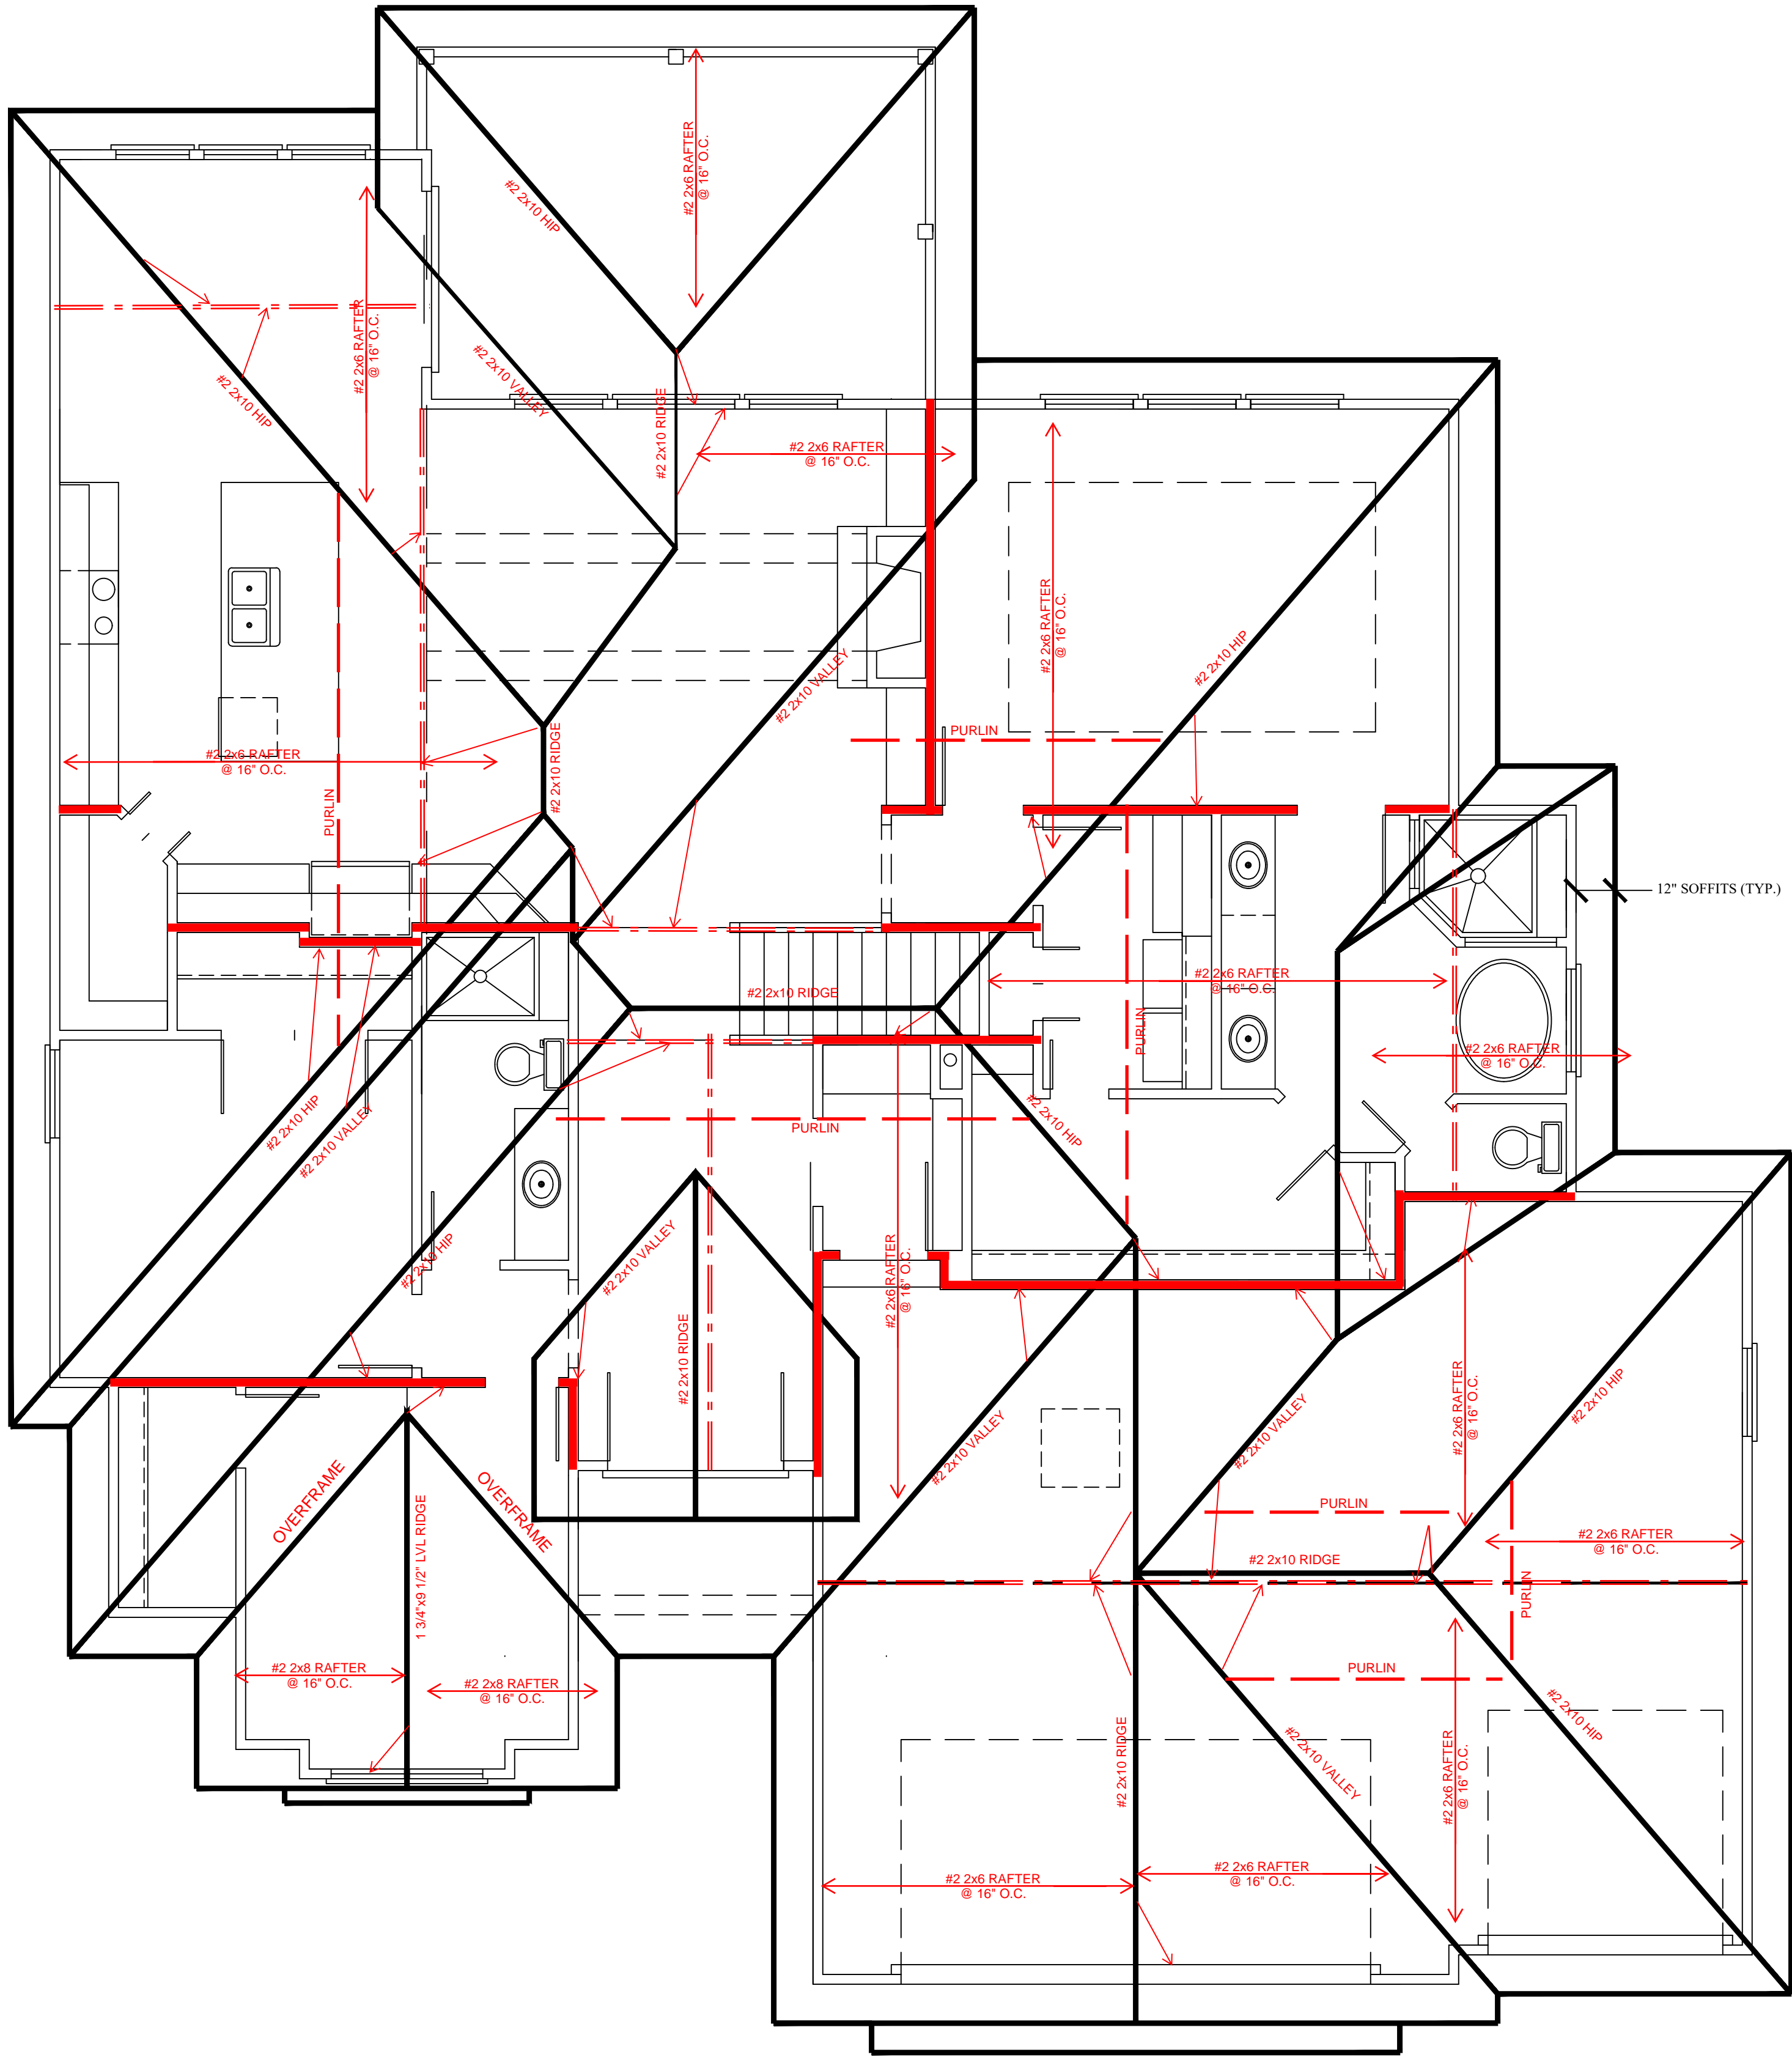 #2 2x10 HIP
#2 2x6 RAFTER
@ 16" O.C.
#2 2x6 RAFTER
@ 16" O.C.
#2 2x10 VALLEY
#2 2x10 HIP
#2 2x10 RIDGE
#2 2x6 RAFTER
@ 16" O.C.
#2 2x6 RAFTER
@ 16" O.C.
#2 2x10 HIP
#2 2x10 VALLEY
PURLIN
#2 2x6 RAFTER
@ 16" O.C.
#2 2x10 RIDGE
PURLIN
12" SOFFITS (TYP.)
#2 2x6 RAFTER
@ 16" O.C.
#2 2x10 RIDGE
PURLIN
#2 2x6 RAFTER
@ 16" O.C.
#2 2x10 HIP
#2 2x10 VALLEY
PURLIN
#2 2x10 HIP
#2 2x10 HIP
#2 2x10 VALLEY
#2 2x6 RAFTER
@ 16" O.C.
#2 2x10 RIDGE
#2 2x6 RAFTER
@ 16" O.C.
#2 2x10 HIP
#2 2x10 VALLEY
#2 2x10 VALLEY
OVERFRAME
OVERFRAME
1 3/4"x9 1/2" LVL RIDGE
PURLIN
#2 2x6 RAFTER
@ 16" O.C.
#2 2x10 RIDGE
PURLIN
#2 2x8 RAFTER
@ 16" O.C.
#2 2x8 RAFTER
@ 16" O.C.
PURLIN
#2 2x10 HIP
#2 2x10 RIDGE
#2 2x10 VALLEY
#2 2x6 RAFTER
@ 16" O.C.
#2 2x6 RAFTER
@ 16" O.C.
#2 2x6 RAFTER
@ 16" O.C.